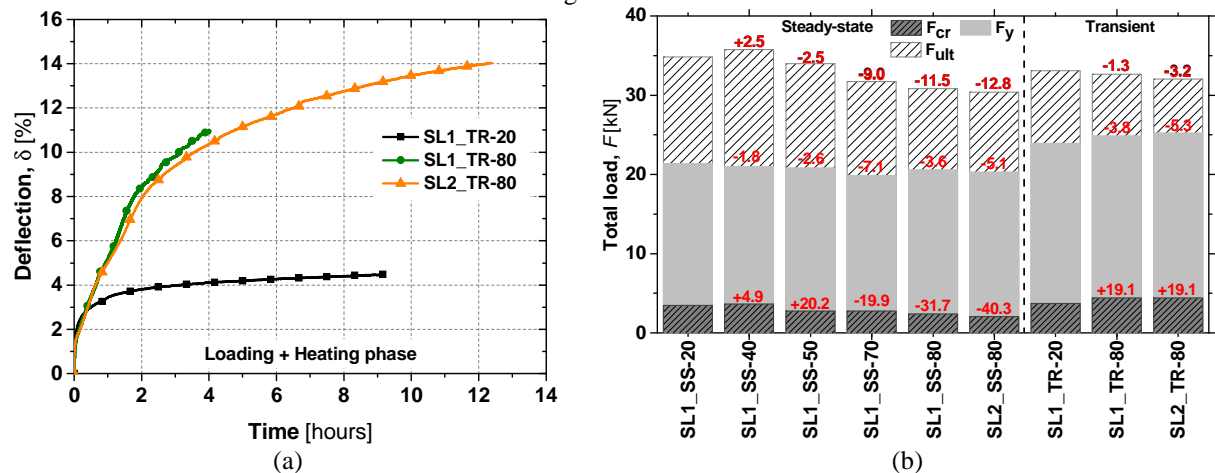 14
12
10
8
6
4
2
0
Deflection, δ [%]
SL1_TR-20
SL1_TR-80
SL2_TR-80
Loading + Heating phase
0 2 4 6 8 10 12 14
Time [hours]
(a)
40
30
20
10
0
Total load, F [kN]
Steady-state
Transient
Fcr Fy
Fult
+2.5 -2.5 -9.0 -11.5 -12.8 -1.3 -3.2
-1.8 -2.6 -7.1 -3.6 -5.1 -3.8 -5.3
+4.9 +20.2 -19.9 -31.7 -40.3 +19.1 +19.1
SL1_SS-20
SL1_SS-40
SL1_SS-50
SL1_SS-70
SL1_SS-80
SL2_SS-80
SL1_TR-20
SL1_TR-80
SL2_TR-80
(b)